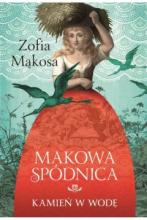 Zofia
Mąkosa
MAKOWA
SPÓDNICA
KAMIEŃ W WODĘ